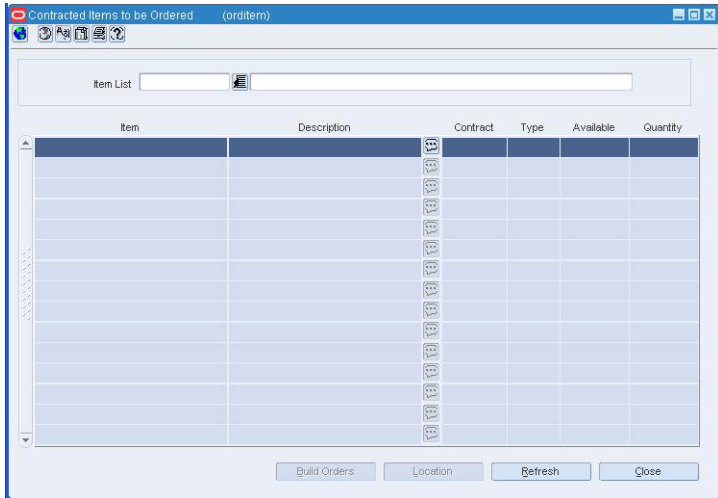 Contracted Items to be Ordered (orditem)
Item List
Item Description Contract Type Available Quantity
Build Orders Location Refresh Close